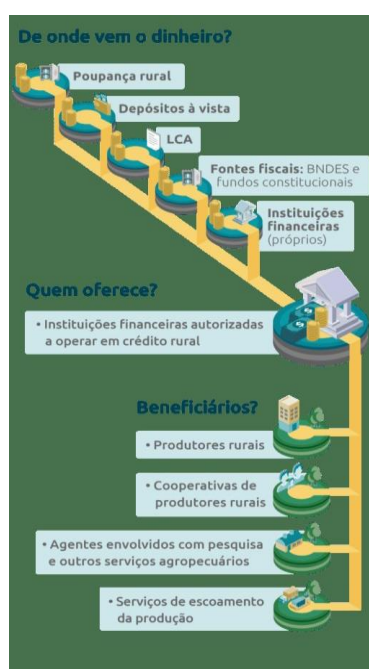 De onde vem o dinheiro?
Poupança rural
Depósitos à vista
LCA
Fontes fiscais: BNDES e
fundos constitucionais
Instituições
financeiras
(próprios)
Quem oferece?
• Instituições financeiras autorizadas
a operar em crédito rural
Beneficiários?
• Produtores rurais
• Cooperativas de
produtores rurais
• Agentes envolvidos com pesquisa
e outros serviços agropecuários
• Serviços de escoamento
da produção